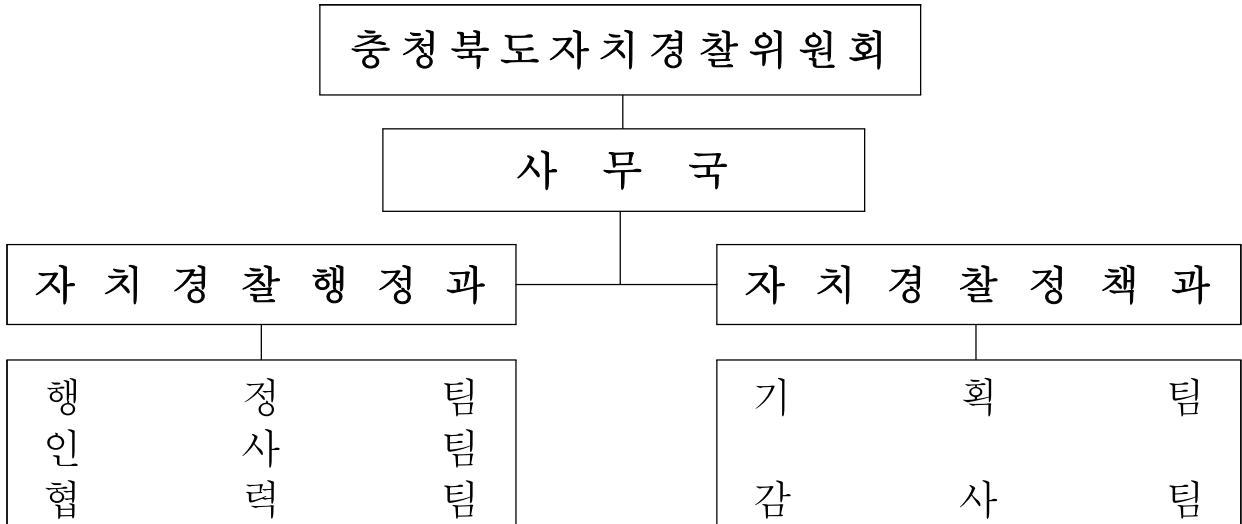 충청북도자치경찰위원회
사 무 국
자 치 경 찰 행 정 과
자 치 경 찰 정 책 과
행 정 팀
인 사 팀
협 력 팀
기 획 팀
감 사 팀